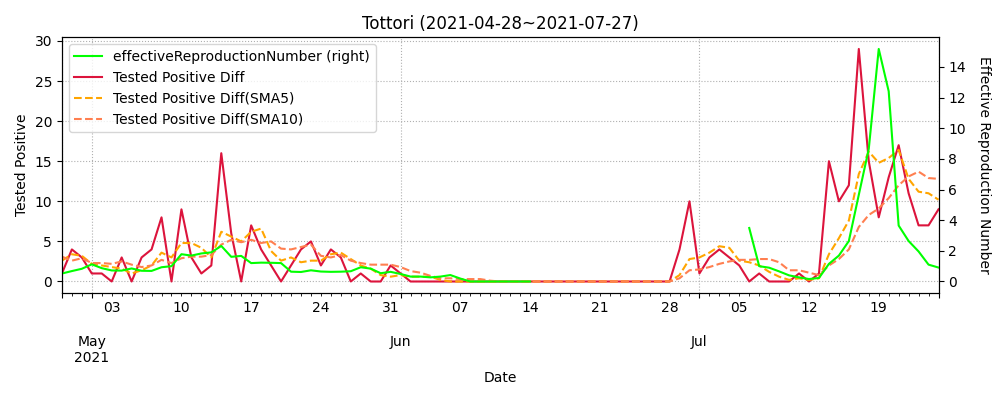 Tottori (2021-04-28~2021-07-27)
effectiveReproductionNumber (right)
Tested Positive Diff
Tested Positive Diff(SMA5)
Tested Positive Diff(SMA10)
Tested Positive
30
25
20
15
10
5
0
14
12
10
8
6
4
2
0
Effective Reproduction Number
03 10 17 24 31 07 14 21 28 05 12 19
May Jun Jul
2021
Date